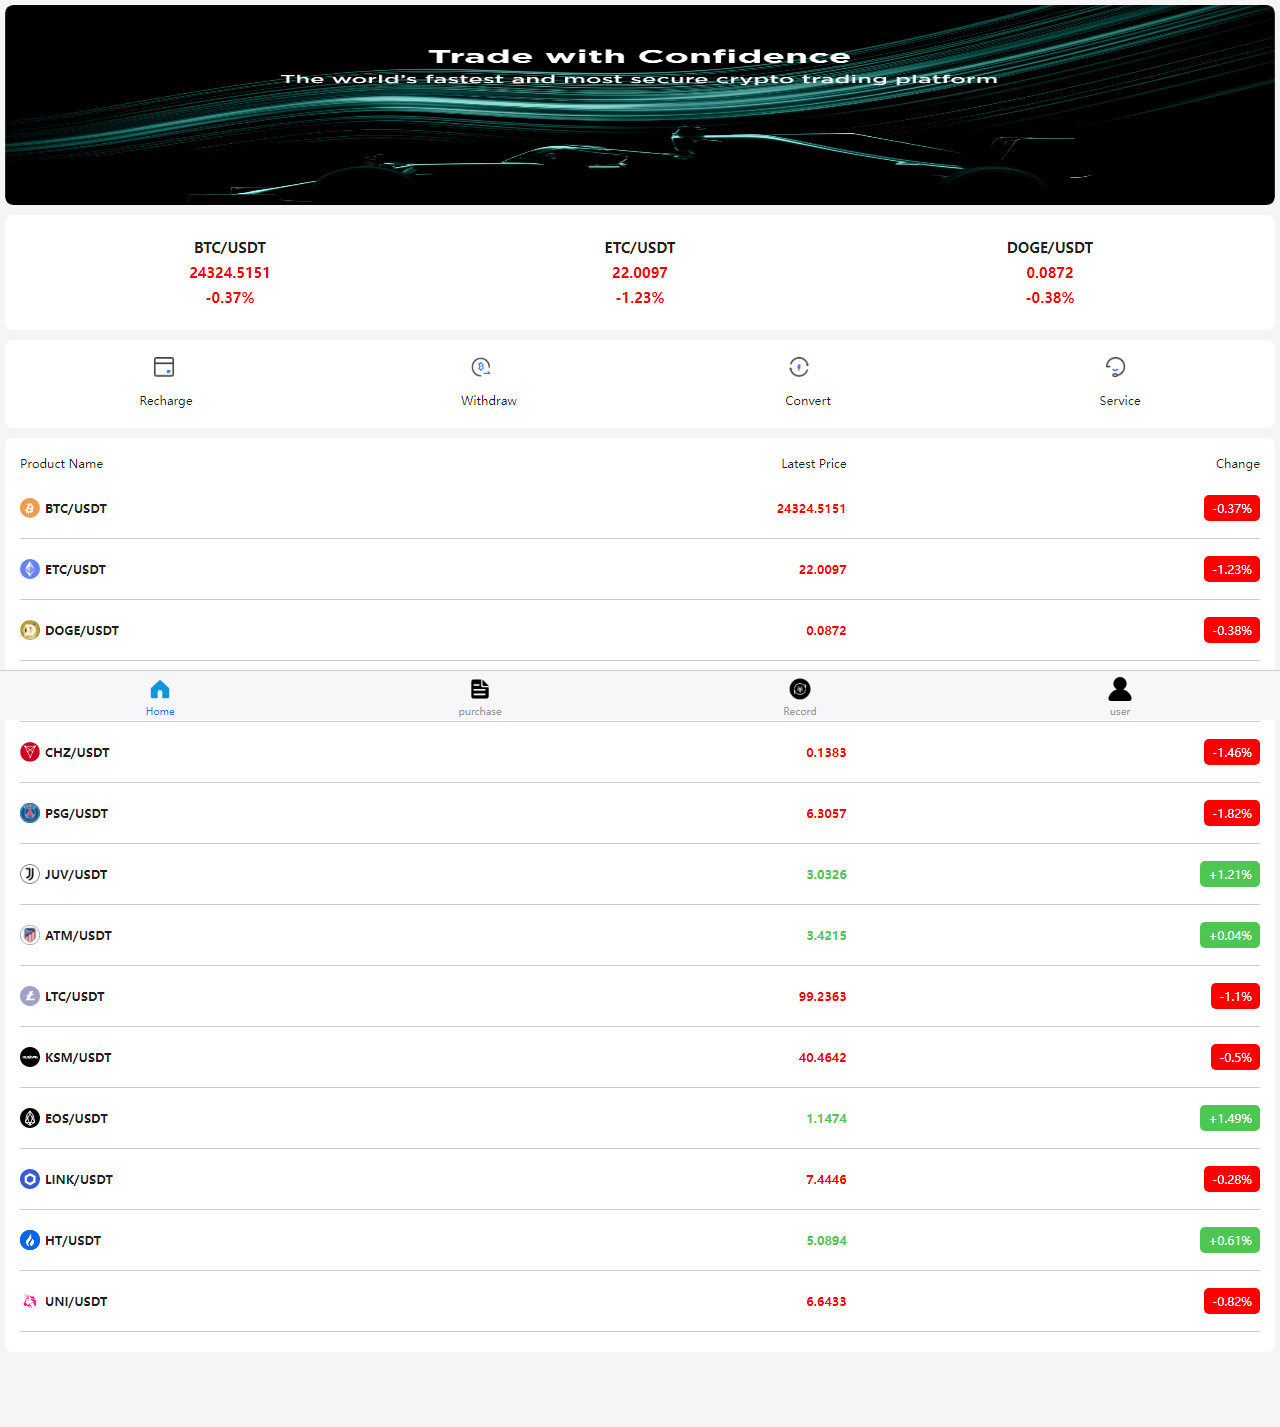 Trade with Confidence
The world's fastest and most secure crypto trading platform
BTC/USDT ETC/USDT DOGE/USDT
24324.5151 22.0097 0.0872
-0.37% -1.23% -0.38%
Recharge Withdraw Convert Service
Product Name Latest Price Change
BTC/USDT 24324.5151 -0.37%
ETC/USDT 22.0097 -1.23%
DOGE/USDT 0.0872 -0.38%
Home purchase Record user
CHZ/USDT 0.1383 -1.46%
PSG/USDT 6.3057 -1.82%
JUV/USDT 3.0326 +1.21%
ATM/USDT 3.4215 +0.04%
LTC/USDT 99.2363 -1.1%
KSM/USDT 40.4642 -0.5%
EOS/USDT 1.1474 +1.49%
LINK/USDT 7.4446 -0.28%
HT/USDT 5.0894 +0.61%
UNI/USDT 6.6433 -0.82%